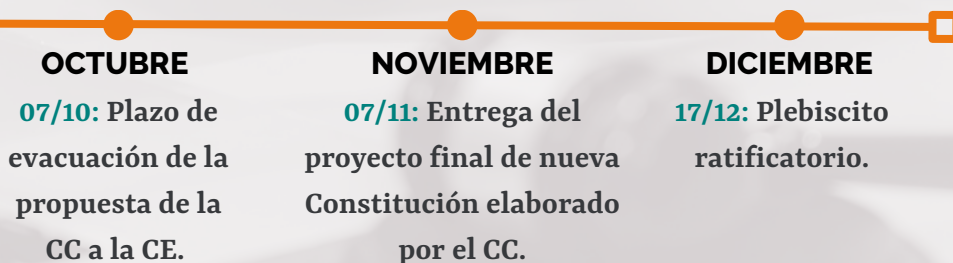 OCTUBRE
07/10: Plazo de
evacuación de la
propuesta de la
CC a la CE.
NOVIEMBRE
07/11: Entrega del
proyecto final de nueva
Constitución elaborado
por el CC.
DICIEMBRE
17/12: Plebiscito
ratificatorio.